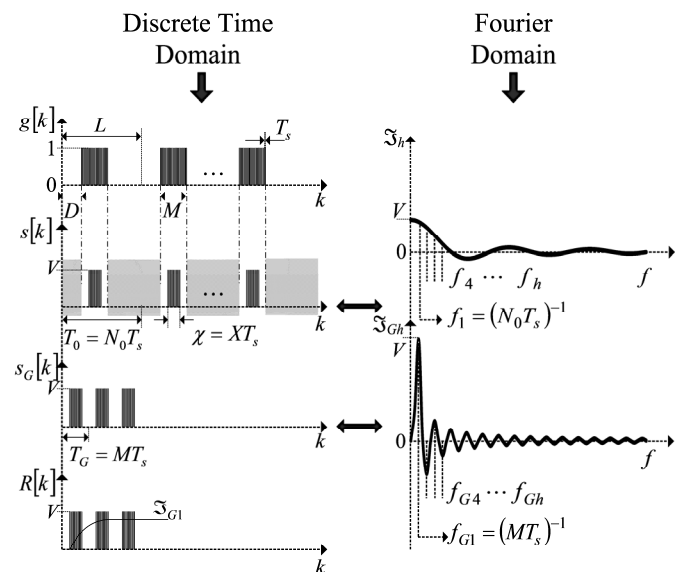 Discrete Time
Domain
Fourier
Domain
g[k]
L
T_s
1
0
...
D
M
k
s[k]
V
...
k
T_0 = N_0T_s
χ = XT_s
s_G[k]
V
k
T_G = MT_s
R[k]
V
ℑ_{G1}
k
ℑ_h
V
0
f_4 ... f_h
f
f_1 = (N_0T_s)^{-1}
ℑ_{Gh}
V
0
f
f_{G4} ... f_{Gh}
f_{G1} = (MT_s)^{-1}